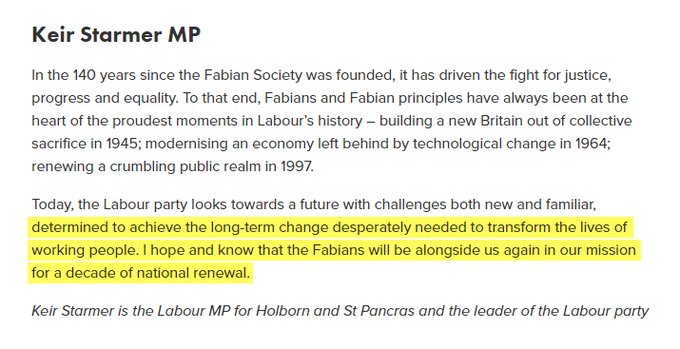 Keir Starmer MP
In the 140 years since the Fabian Society was founded, it has driven the fight for justice,
progress and equality. To that end, Fabians and Fabian principles have always been at the
heart of the proudest moments in Labour’s history – building a new Britain out of collective
sacrifice in 1945; modernising an economy left behind by technological change in 1964;
renewing a crumbling public realm in 1997.
Today, the Labour party looks towards a future with challenges both new and familiar,
determined to achieve the long-term change desperately needed to transform the lives of
working people. I hope and know that the Fabians will be alongside us again in our mission
for a decade of national renewal.
Keir Starmer is the Labour MP for Holborn and St Pancras and the leader of the Labour party